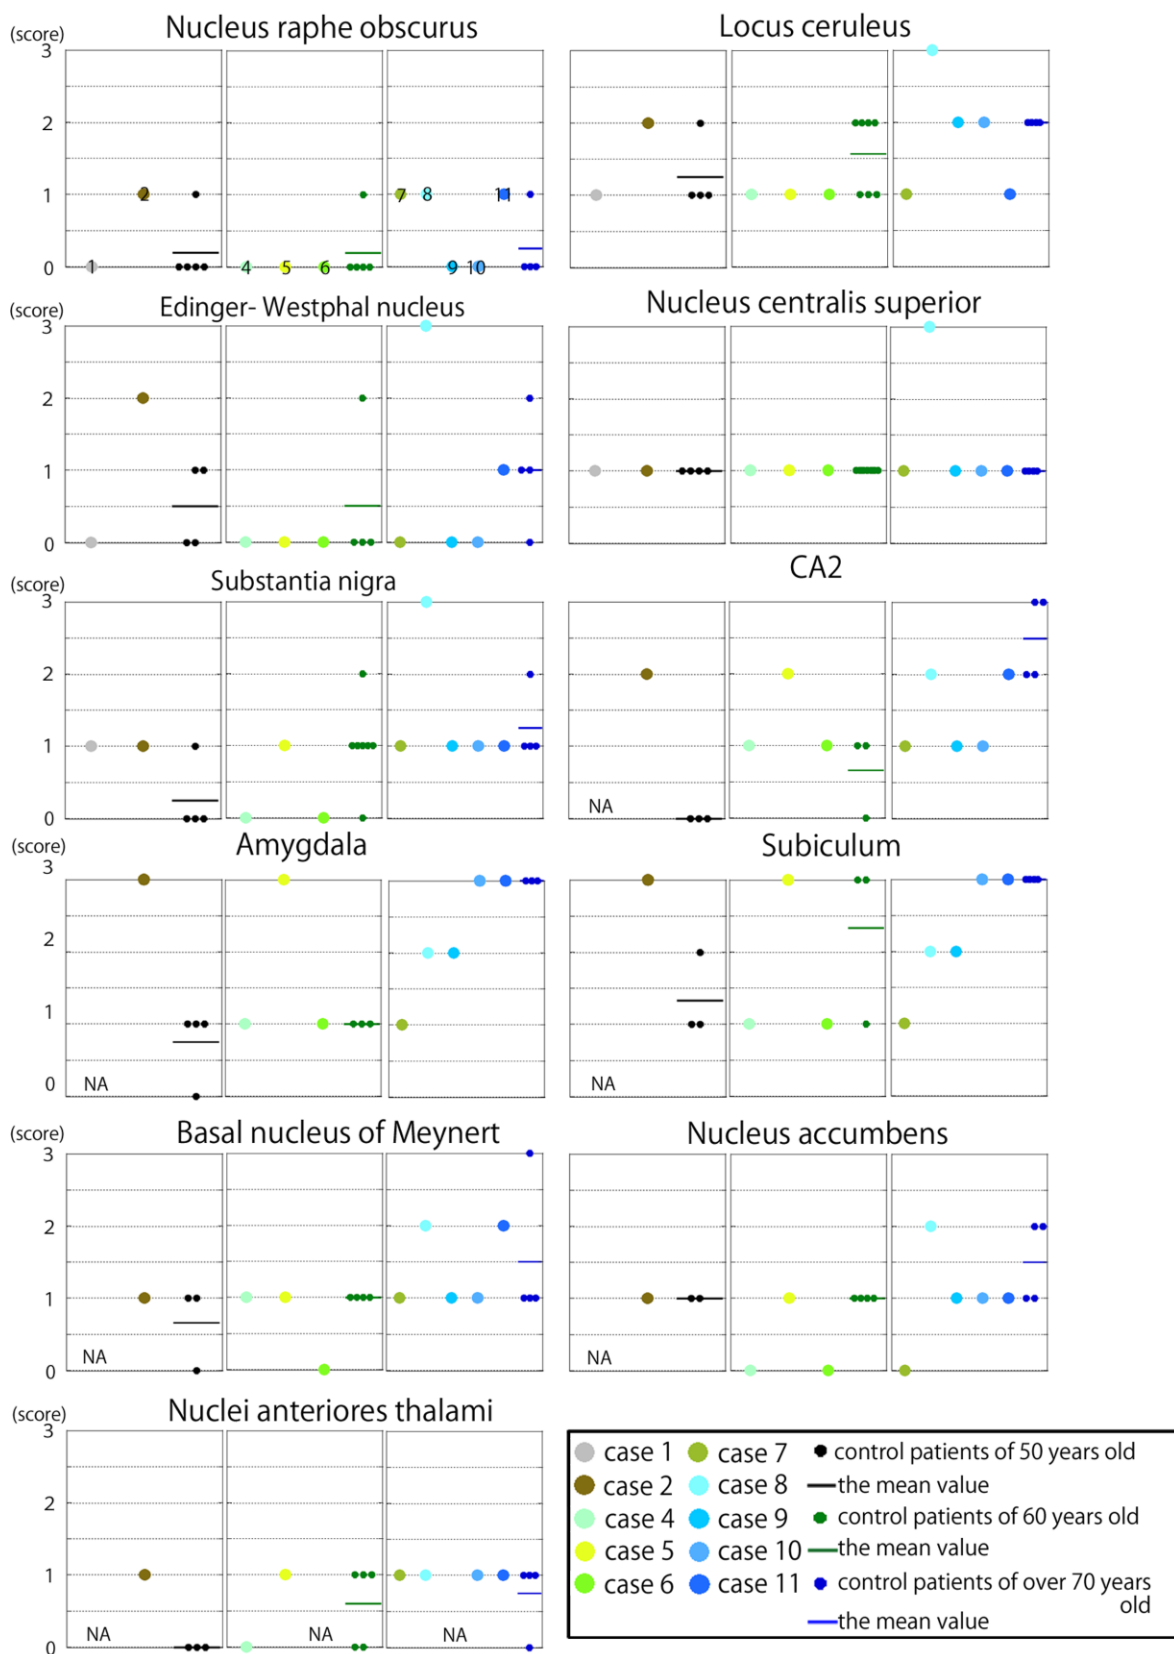 Nucleus raphe obscurus
Locus ceruleus
(score)
3
2
1
0
2
1
4
5
6
7
8
11
9
10
Edinger- Westphal nucleus
Nucleus centralis superior
(score)
3
2
1
0
Substantia nigra
CA2
(score)
3
2
1
0
NA
Amygdala
Subiculum
(score)
3
2
1
0
NA
NA
Basal nucleus of Meynert
Nucleus accumbens
(score)
3
2
1
0
NA
NA
Nuclei anteriores thalami
(score)
3
2
1
0
NA
NA
NA
case 1
case 2
case 4
case 5
case 6
case 7
case 8
case 9
case 10
case 11
control patients of 50 years old
the mean value
control patients of 60 years old
the mean value
control patients of over 70 years
old
the mean value